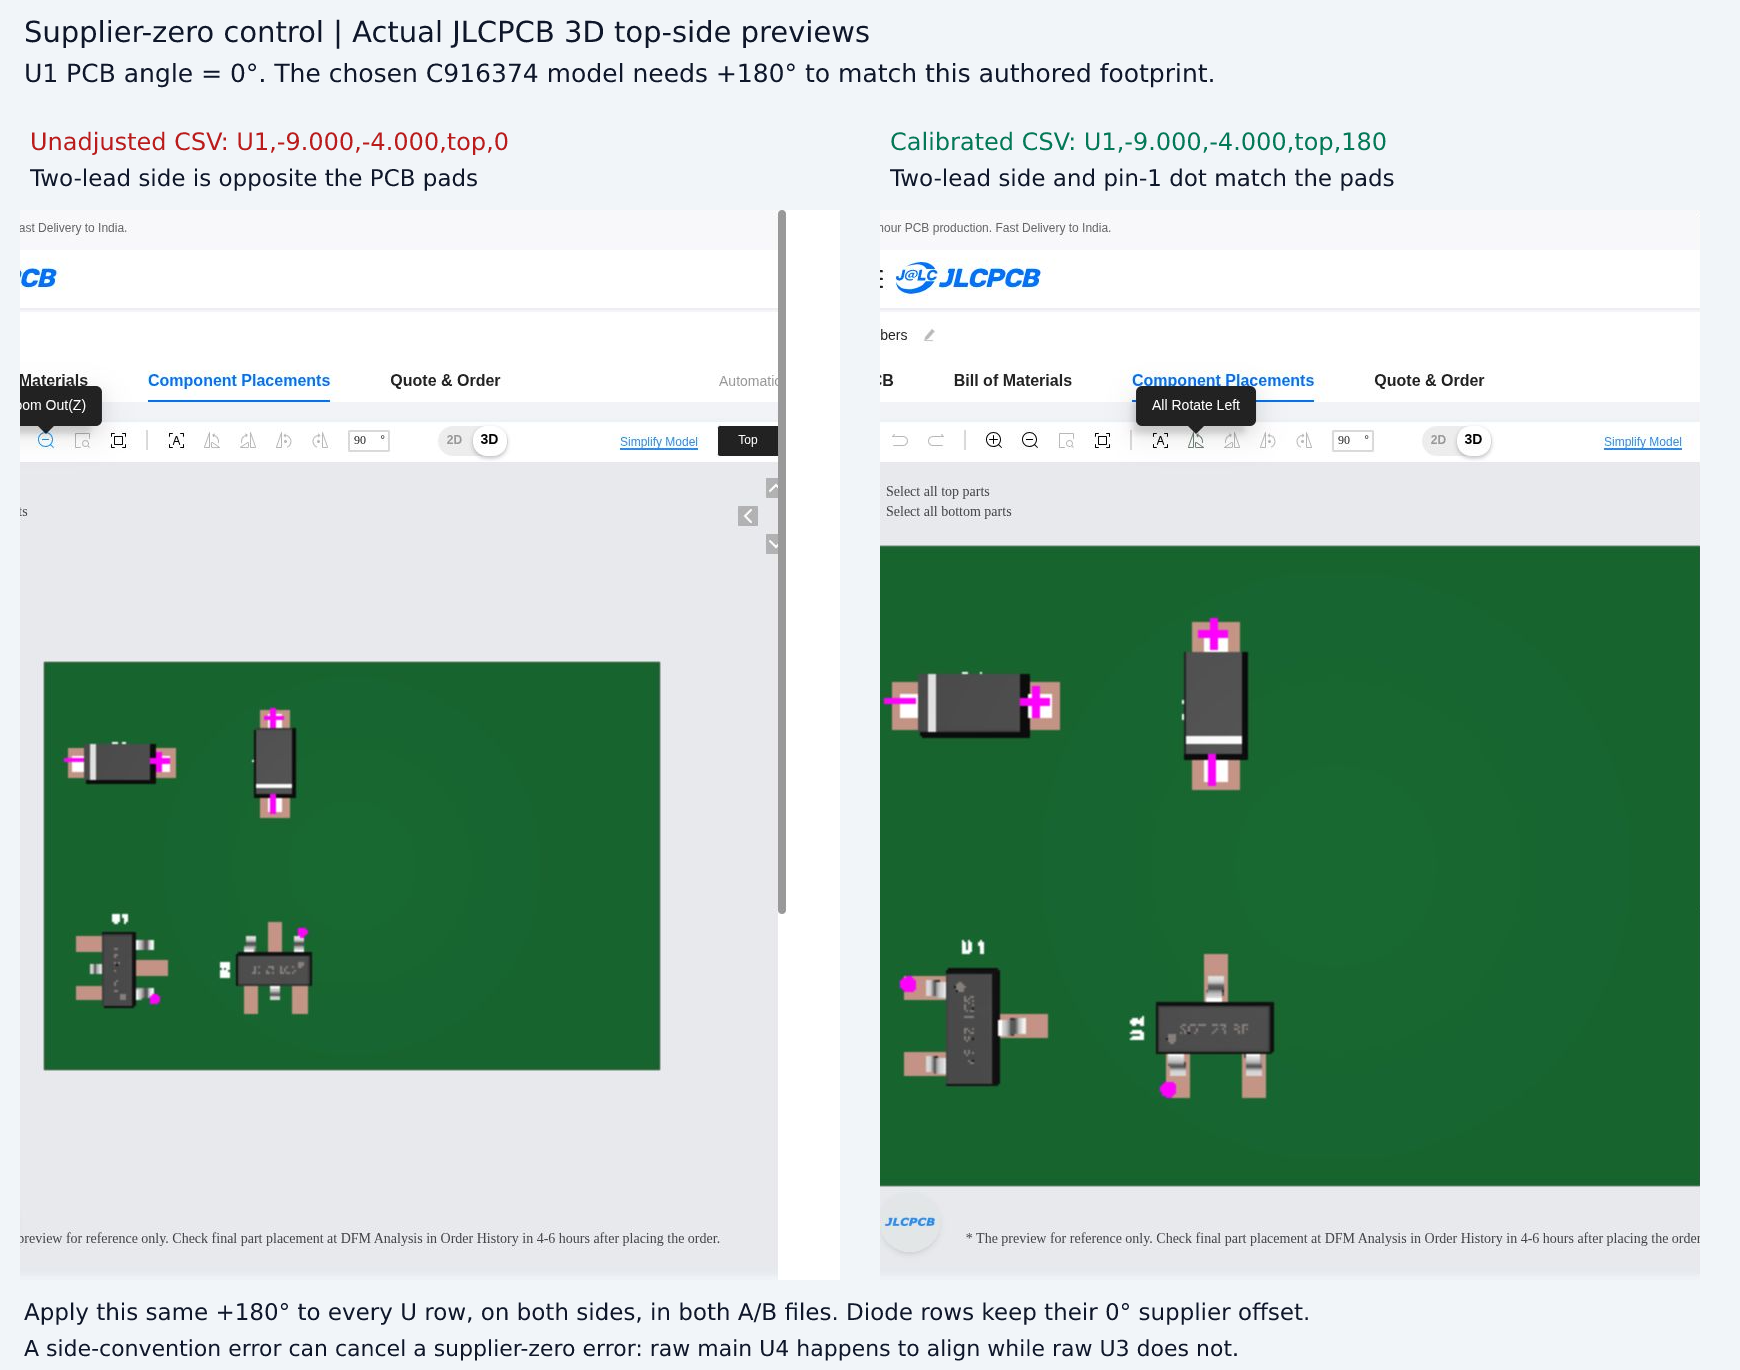 Supplier-zero control | Actual JLCPCB 3D top-side previews
U1 PCB angle = 0°. The chosen C916374 model needs +180° to match this authored footprint.
Unadjusted CSV: U1,-9.000,-4.000,top,0
Two-lead side is opposite the PCB pads
Calibrated CSV: U1,-9.000,-4.000,top,180
Two-lead side and pin-1 dot match the pads
ast Delivery to India.
PCB
Materials
Component Placements
Quote & Order
Automatic
oom Out(Z)
90 °
2D
3D
Simplify Model
Top
ts
preview for reference only. Check final part placement at DFM Analysis in Order History in 4-6 hours after placing the order.
hour PCB production. Fast Delivery to India.
J@LC JLCPCB
bers
CB
Bill of Materials
Component Placements
Quote & Order
All Rotate Left
90 °
2D
3D
Simplify Model
Select all top parts
Select all bottom parts
U1
U2
JLCPCB
* The preview for reference only. Check final part placement at DFM Analysis in Order History in 4-6 hours after placing the order
Apply this same +180° to every U row, on both sides, in both A/B files. Diode rows keep their 0° supplier offset.
A side-convention error can cancel a supplier-zero error: raw main U4 happens to align while raw U3 does not.